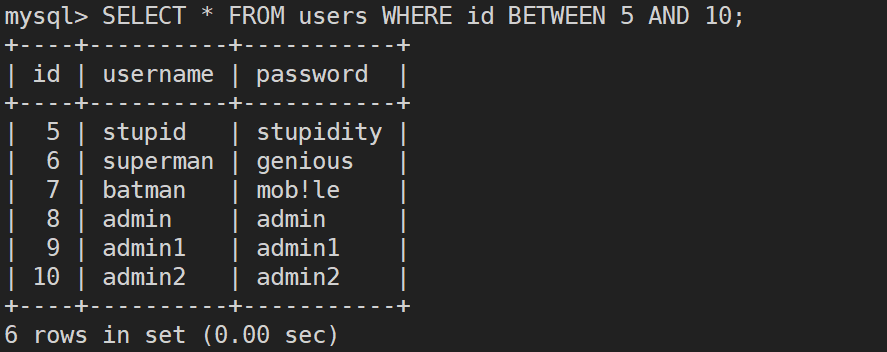 mysql> SELECT * FROM users WHERE id BETWEEN 5 AND 10;
+----+----------+-----------+
| id | username | password  |
+----+----------+-----------+
|  5 | stupid   | stupidity |
|  6 | superman | genious   |
|  7 | batman   | mob!le    |
|  8 | admin    | admin     |
|  9 | admin1   | admin1    |
| 10 | admin2   | admin2    |
+----+----------+-----------+
6 rows in set (0.00 sec)